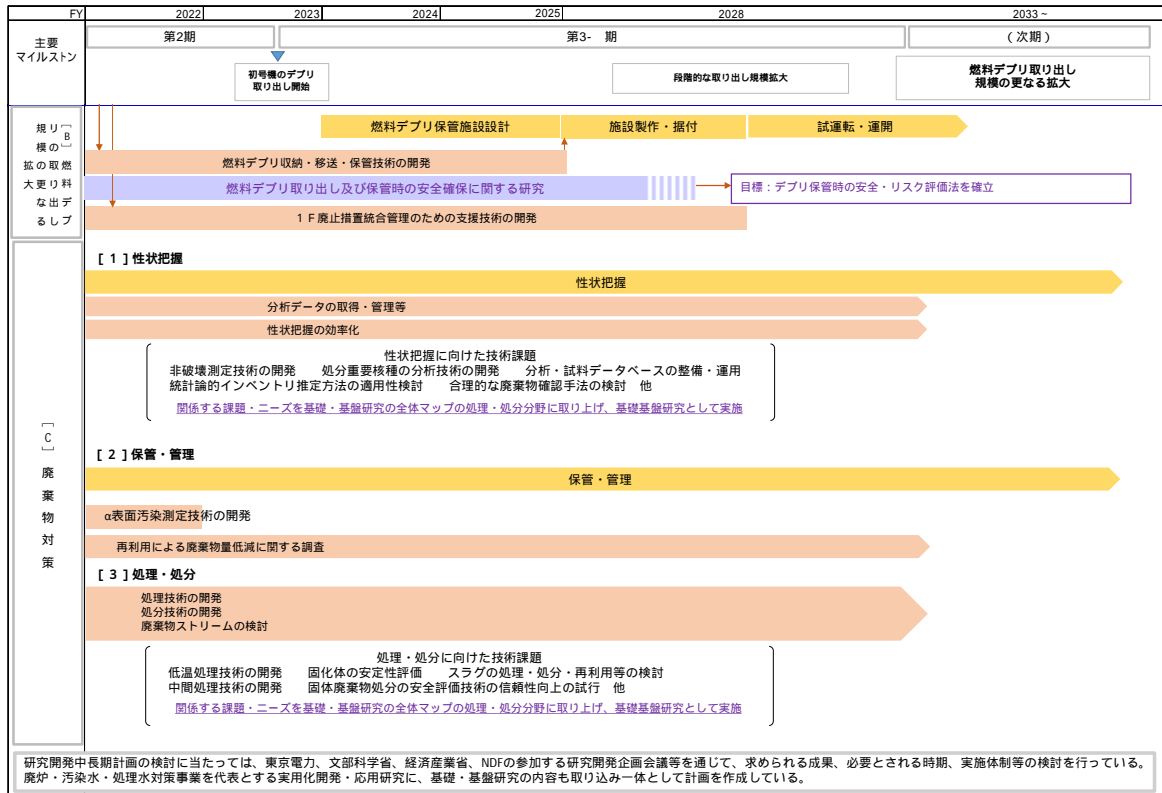 FY 2022 2023 2024 2025 2028 2033～
主要
マイルストン
第2期
第3-　期
（次期）
初号機のデブリ
取り出し開始
段階的な取り出し規模拡大
燃料デブリ取り出し
規模の更なる拡大
［B］燃料デブリの取り出し規模の更なる拡大
燃料デブリ保管施設設計
施設製作・据付
試運転・運開
燃料デブリ収納・移送・保管技術の開発
燃料デブリ取り出し及び保管時の安全確保に関する研究
目標：デブリ保管時の安全・リスク評価法を確立
１Ｆ廃止措置統合管理のための支援技術の開発
［C］廃棄物対策
［１］性状把握
性状把握
分析データの取得・管理等
性状把握の効率化
性状把握に向けた技術課題
非破壊測定技術の開発　処分重要核種の分析技術の開発　分析・試料データベースの整備・運用
統計論的インベントリ推定方法の適用性検討　合理的な廃棄物確認手法の検討　他
関係する課題・ニーズを基礎・基盤研究の全体マップの処理・処分分野に取り上げ、基礎基盤研究として実施
［２］保管・管理
保管・管理
α表面汚染測定技術の開発
再利用による廃棄物量低減に関する調査
［３］処理・処分
処理技術の開発
処分技術の開発
廃棄物ストリームの検討
処理・処分に向けた技術課題
低温処理技術の開発　固化体の安定性評価　スラグの処理・処分・再利用等の検討
中間処理技術の開発　固体廃棄物処分の安全評価技術の信頼性向上の試行　他
関係する課題・ニーズを基礎・基盤研究の全体マップの処理・処分分野に取り上げ、基礎基盤研究として実施
研究開発中長期計画の検討に当たっては、東京電力、文部科学省、経済産業省、NDFの参加する研究開発企画会議等を通じて、求められる成果、必要とされる時期、実施体制等の検討を行っている。
廃炉・汚染水・処理水対策事業を代表とする実用化開発・応用研究に、基礎・基盤研究の内容も取り込み一体として計画を作成している。